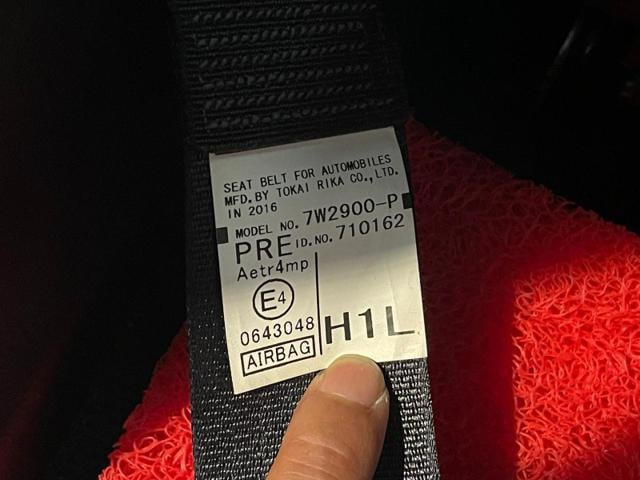 SEAT BELT FOR AUTOMOBILES
MFD. BY TOKAI RIKA CO., LTD.
IN 2016
MODEL NO. 7W2900-P
PRE ID.NO. 710162
Aetr4mp
E4
0643048
AIRBAG
H1L